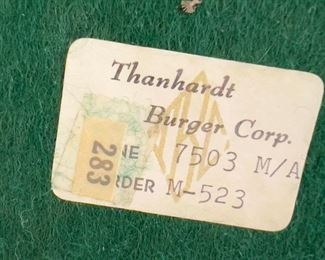 Thanhardt
Burger Corp.
NE 7503 M/A
RDER M-523
283